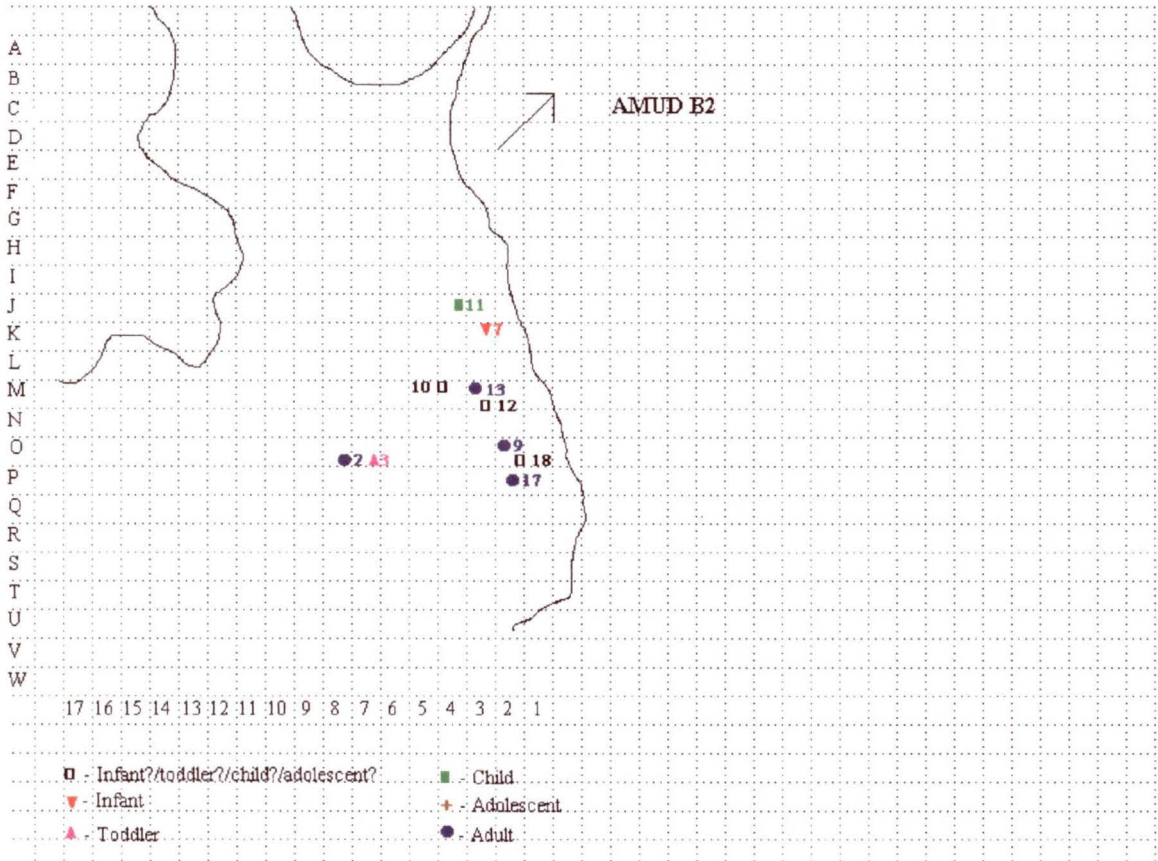 A
B
C
AMUD B2
D
E
F
G
H
I
J
11
K
7
L
M
10
13
12
N
O
9
2
3
18
P
17
Q
R
S
T
U
V
W
17 16 15 14 13 12 11 10 9 8 7 6 5 4 3 2 1
- Infant?/toddler?/child?/adolescent?
- Child
- Infant
- Adolescent
- Toddler
- Adult